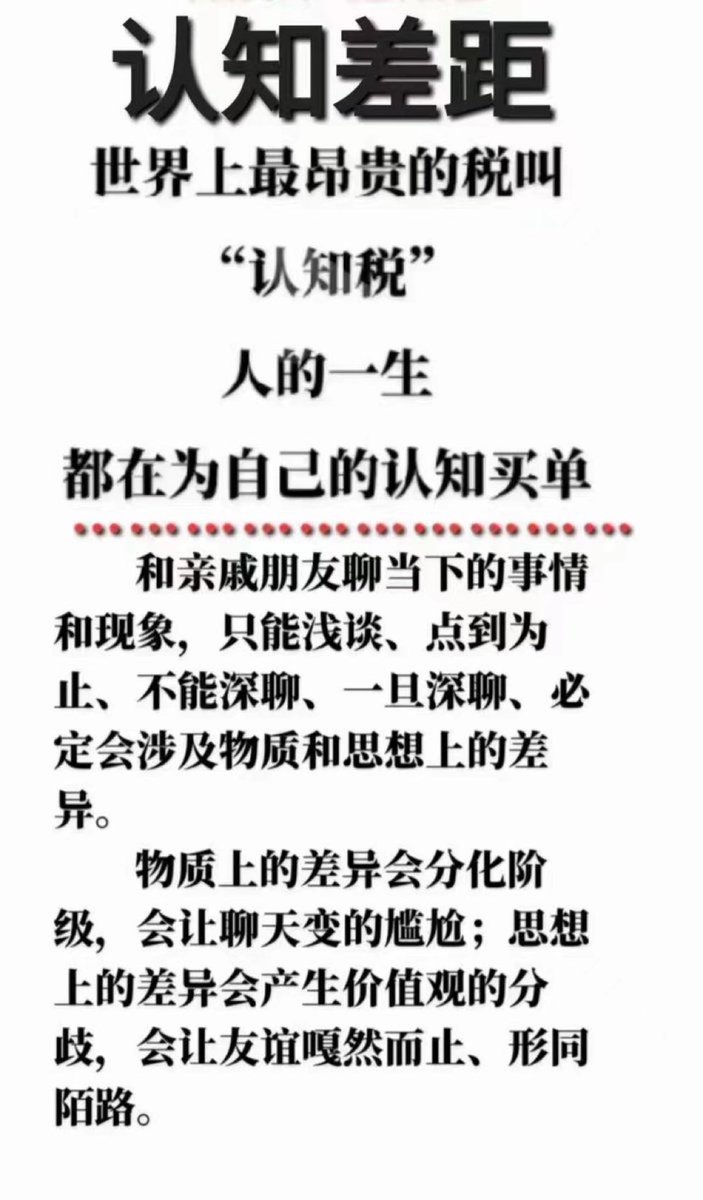 认知差距
世界上最昂贵的税叫
“认知税”
人的一生
都在为自己的认知买单
和亲戚朋友聊当下的事情
和现象，只能浅谈、点到为
止、不能深聊、一旦深聊、必
定会涉及物质和思想上的差
异。
物质上的差异会分化阶
级，会让聊天变的尴尬；思想
上的差异会产生价值观的分
歧，会让友谊嘎然而止、形同
陌路。